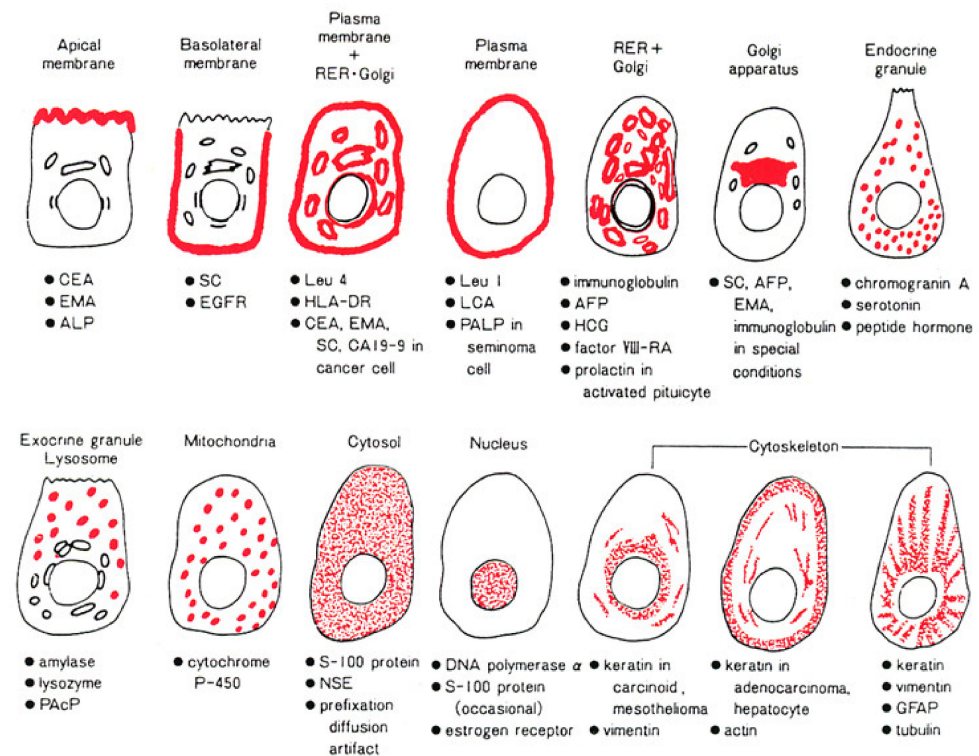 Apical
membrane
Basolateral
membrane
Plasma
membrane
+
RER·Golgi
Plasma
membrane
RER +
Golgi
Golgi
apparatus
Endocrine
granule
● CEA
● EMA
● ALP
● SC
● EGFR
● Leu 4
● HLA-DR
● CEA, EMA,
SC, CA19-9 in
cancer cell
● Leu 1
● LCA
● PALP in
seminoma
cell
● immunoglobulin
● AFP
● HCG
● factor VIII-RA
● prolactin in
activated pituicyte
● SC, AFP,
EMA,
immunoglobulin
in special
conditions
● chromogranin A
● serotonin
● peptide hormone
Exocrine granule
Lysosome
Mitochondria
Cytosol
Nucleus
Cytoskeleton
● amylase
● lysozyme
● PAcP
● cytochrome
P-450
● S-100 protein
● NSE
● prefixation
diffusion
artifact
● DNA polymerase α
● S-100 protein
(occasional)
● estrogen receptor
● keratin in
carcinoid,
mesothelioma
● vimentin
● keratin in
adenocarcinoma,
hepatocyte
● actin
● keratin
● vimentin
● GFAP
● tubulin